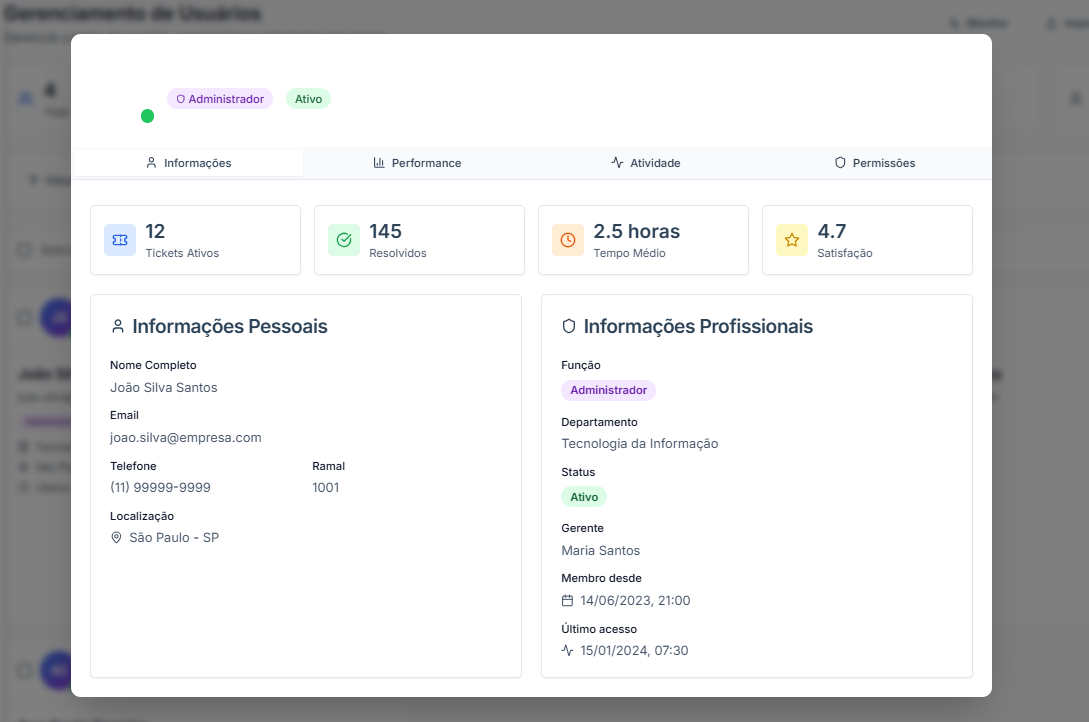 Gerenciamento de Usuários
4
Monitor
Administrador
Ativo
Informações
Performance
Atividade
Permissões
12
Tickets Ativos
145
Resolvidos
2.5 horas
Tempo Médio
4.7
Satisfação
Informações Pessoais
Nome Completo
João Silva Santos
Email
joao.silva@empresa.com
Telefone
Ramal
(11) 99999-9999
1001
Localização
São Paulo - SP
Informações Profissionais
Função
Administrador
Departamento
Tecnologia da Informação
Status
Ativo
Gerente
Maria Santos
Membro desde
14/06/2023, 21:00
Último acesso
15/01/2024, 07:30